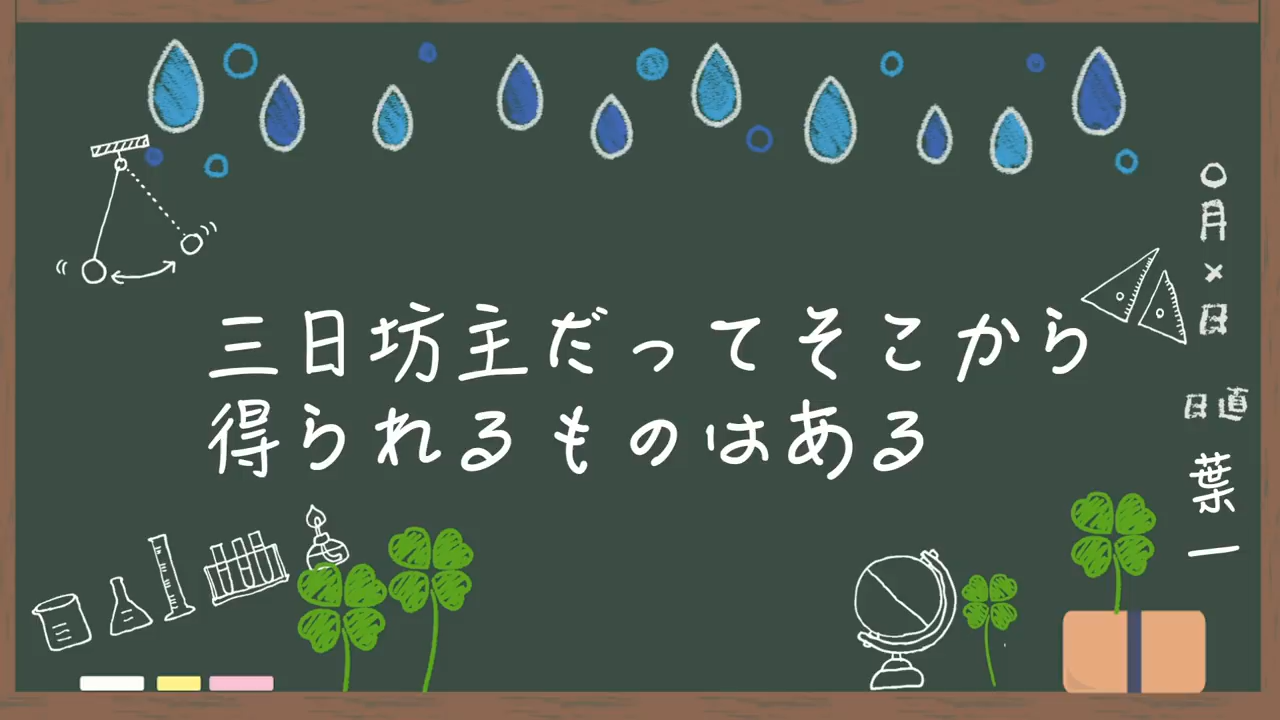 三日坊主だってそこから
得られるものはある
〇月×日
日直
葉一